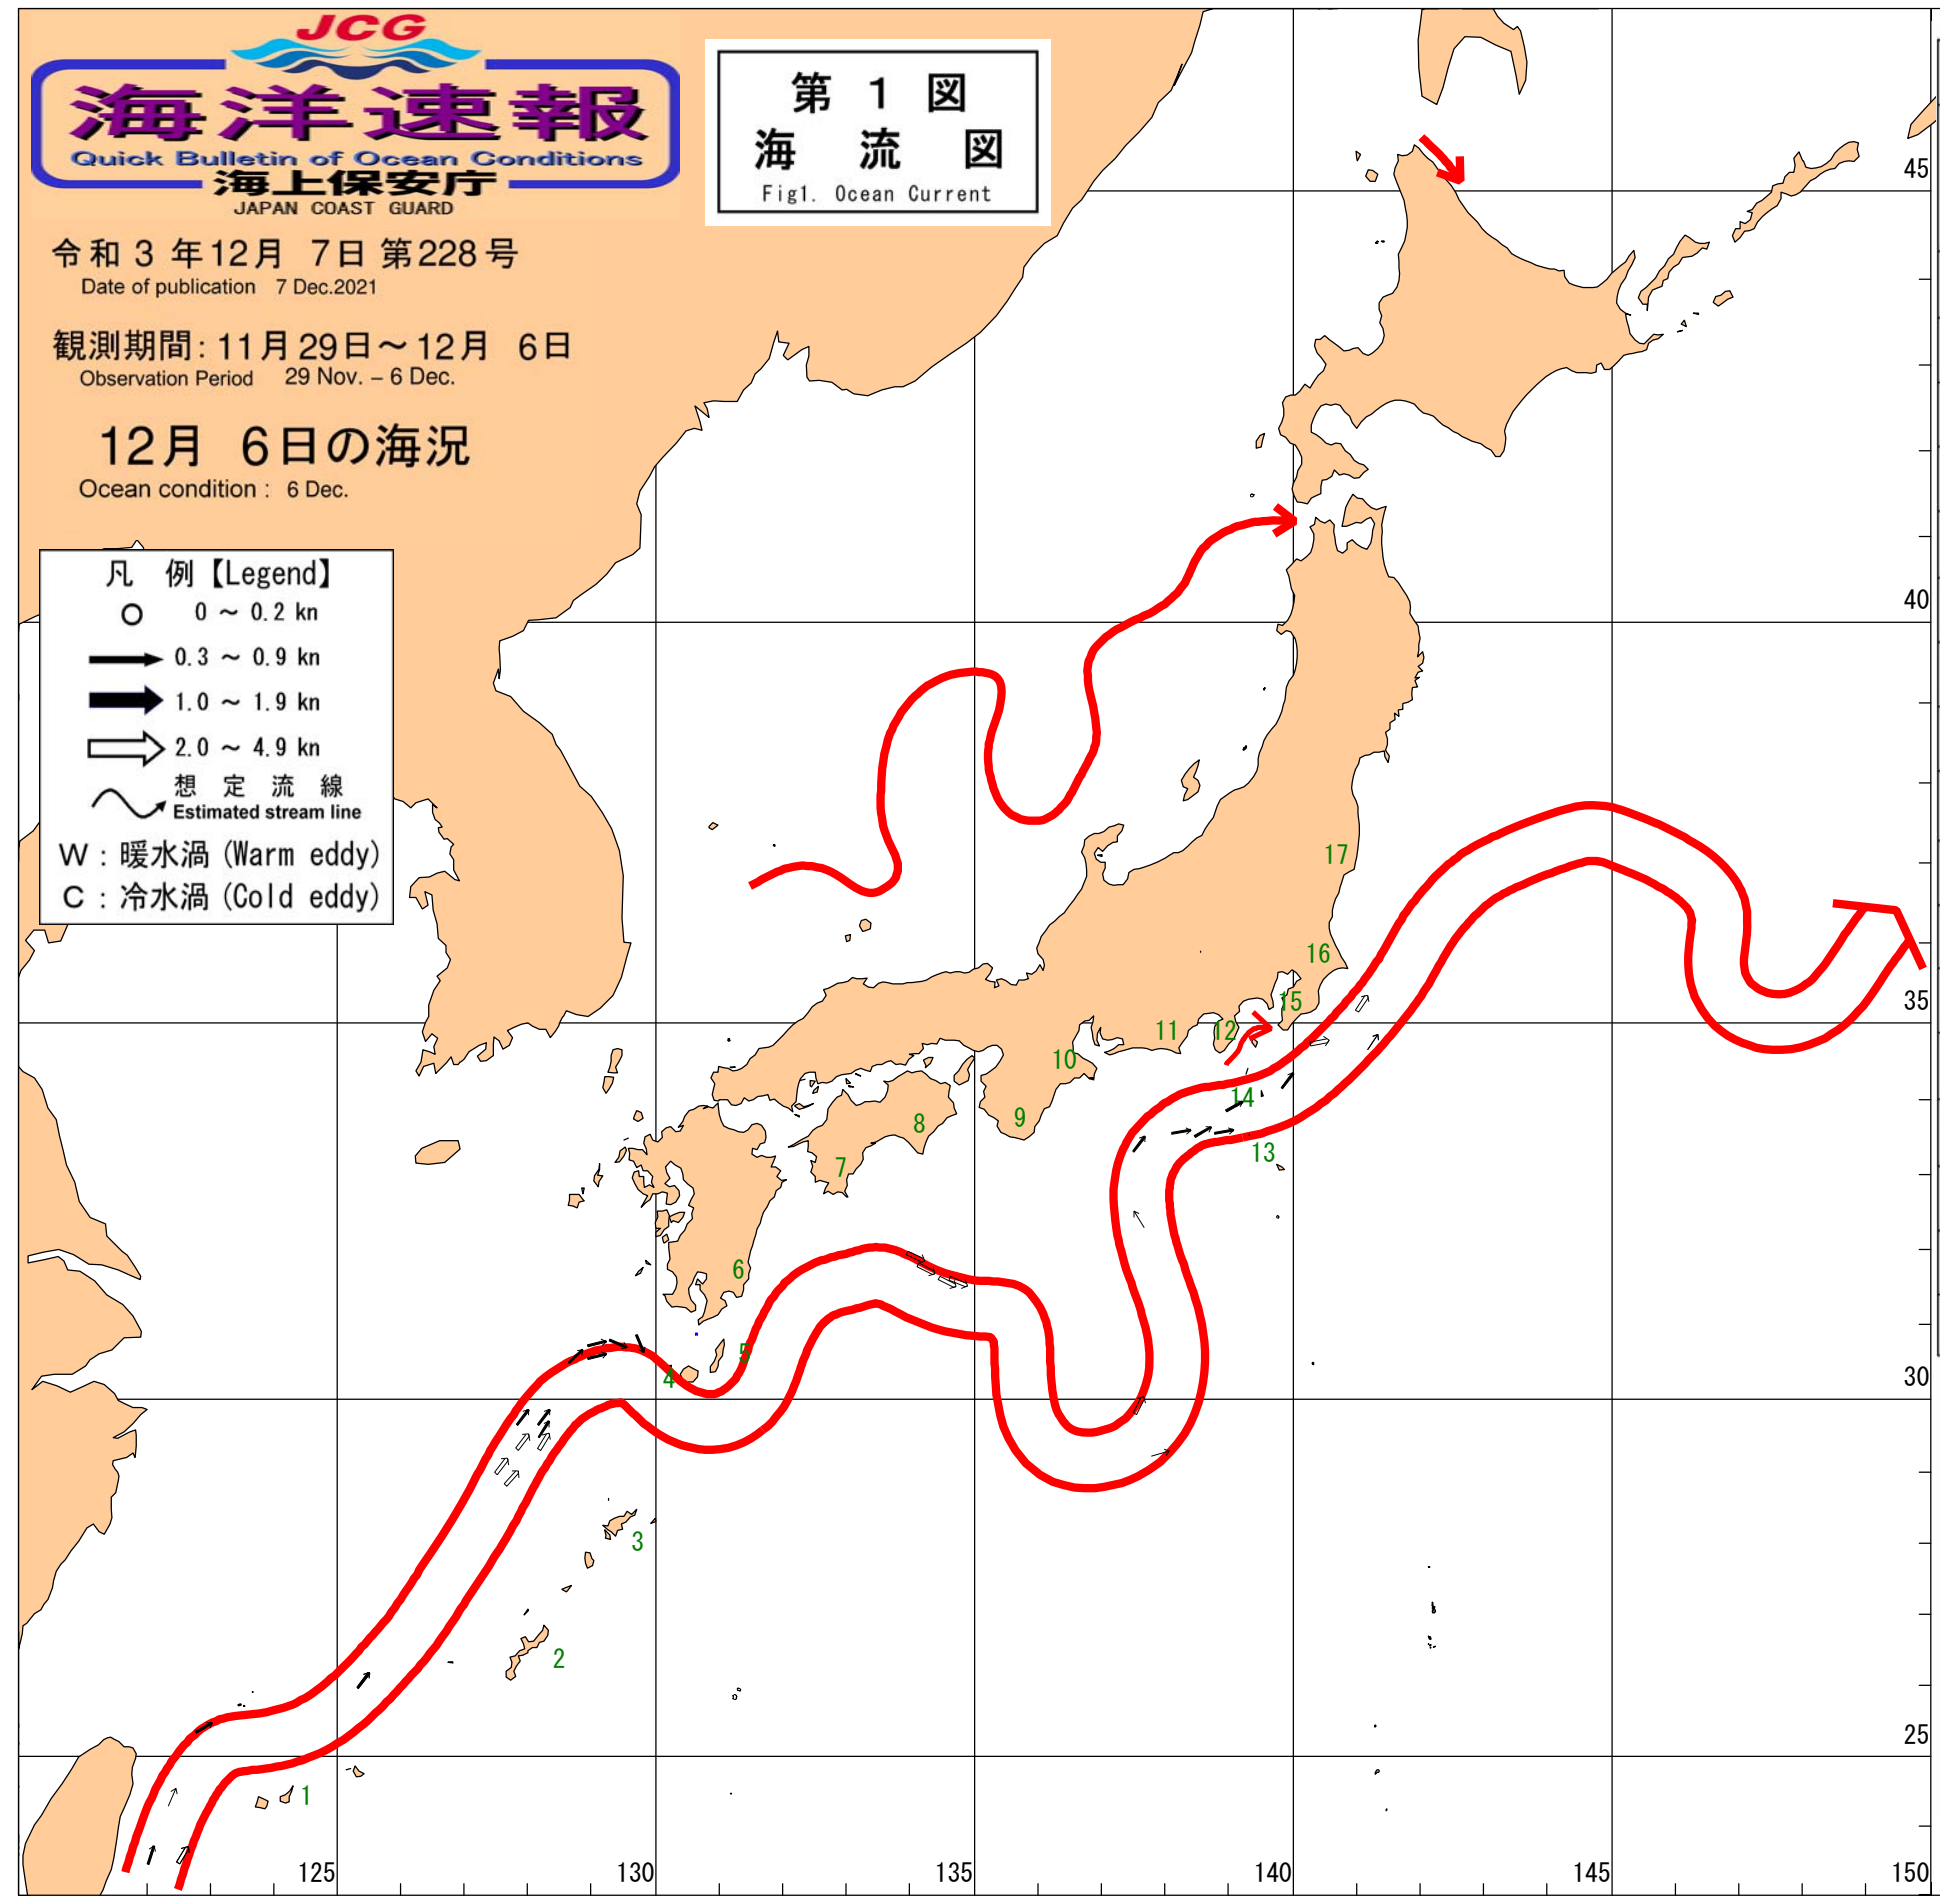 JCG
海洋速報
Quick Bulletin of Ocean Conditions
海上保安庁
JAPAN COAST GUARD
第 1 図
海 流 図
Fig1. Ocean Current
令和 3 年12月 7日 第228号
Date of publication 7 Dec.2021
観測期間: 11月29日～12月 6日
Observation Period 29 Nov. – 6 Dec.
12月 6日の海況
Ocean condition : 6 Dec.
凡 例【Legend】
0 ～ 0.2 kn
0.3 ～ 0.9 kn
1.0 ～ 1.9 kn
2.0 ～ 4.9 kn
想 定 流 線
Estimated stream line
W : 暖水渦 (Warm eddy)
C : 冷水渦 (Cold eddy)
45
40
17
16
35
15
12
11
10
14
9
8
13
7
6
5
4
30
3
2
25
1
125
130
135
140
145
150